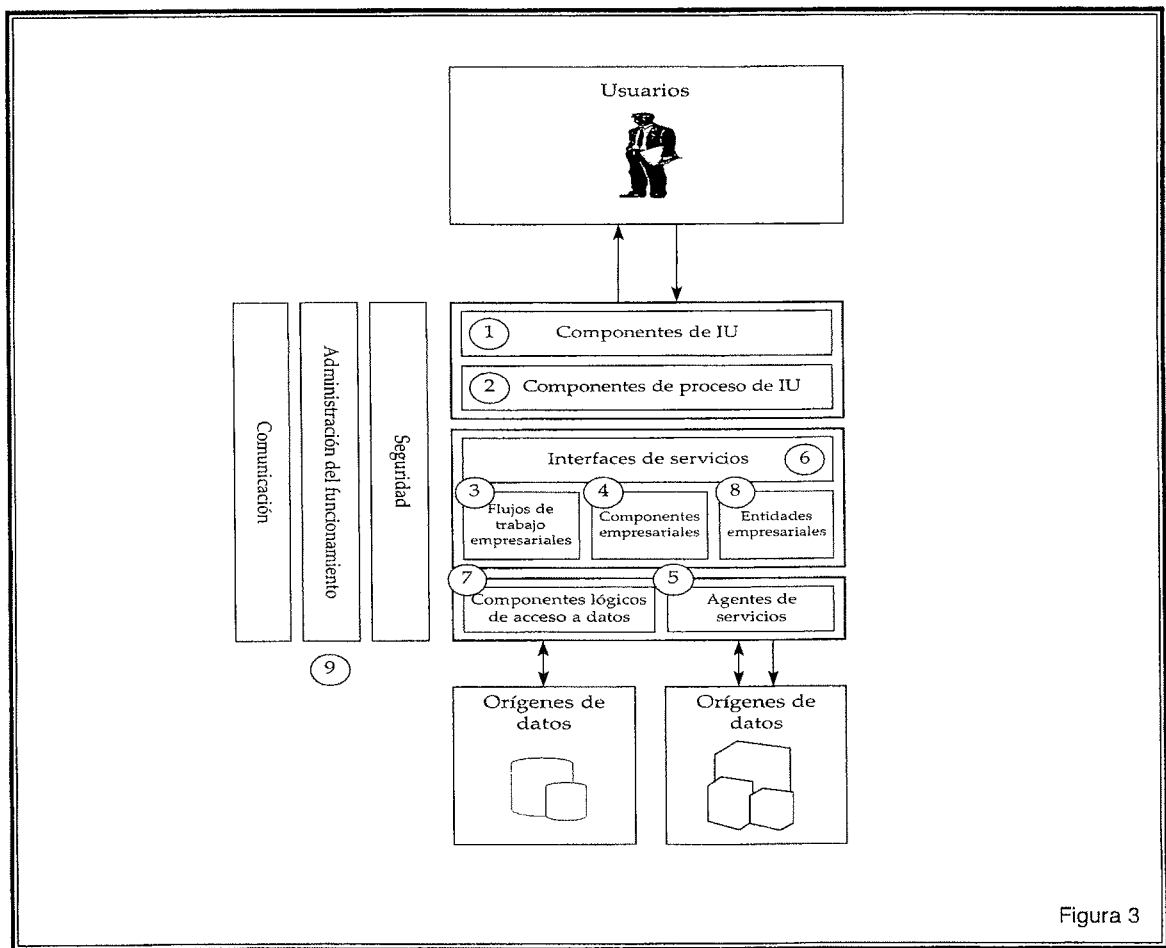 Usuarios
Comunicación
Administración del funcionamiento
Seguridad
1
Componentes de IU
2
Componentes de proceso de IU
Interfaces de servicios
6
3
Flujos de
trabajo
empresariales
4
Componentes
empresariales
8
Entidades
empresariales
7
Componentes lógicos
de acceso a datos
5
Agentes de
servicios
9
Orígenes de
datos
Orígenes de
datos
Figura 3